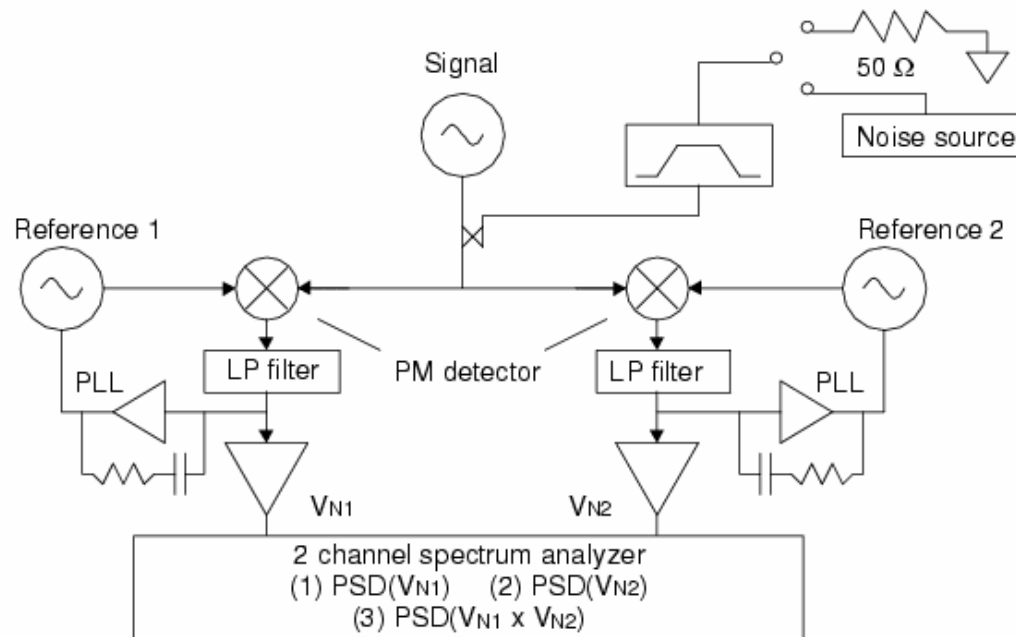 Signal
50 Ω
Noise source
Reference 1
Reference 2
LP filter
PM detector
LP filter
PLL
PLL
VN1
VN2
2 channel spectrum analyzer
(1) PSD(VN1) (2) PSD(VN2)
(3) PSD(VN1 x VN2)